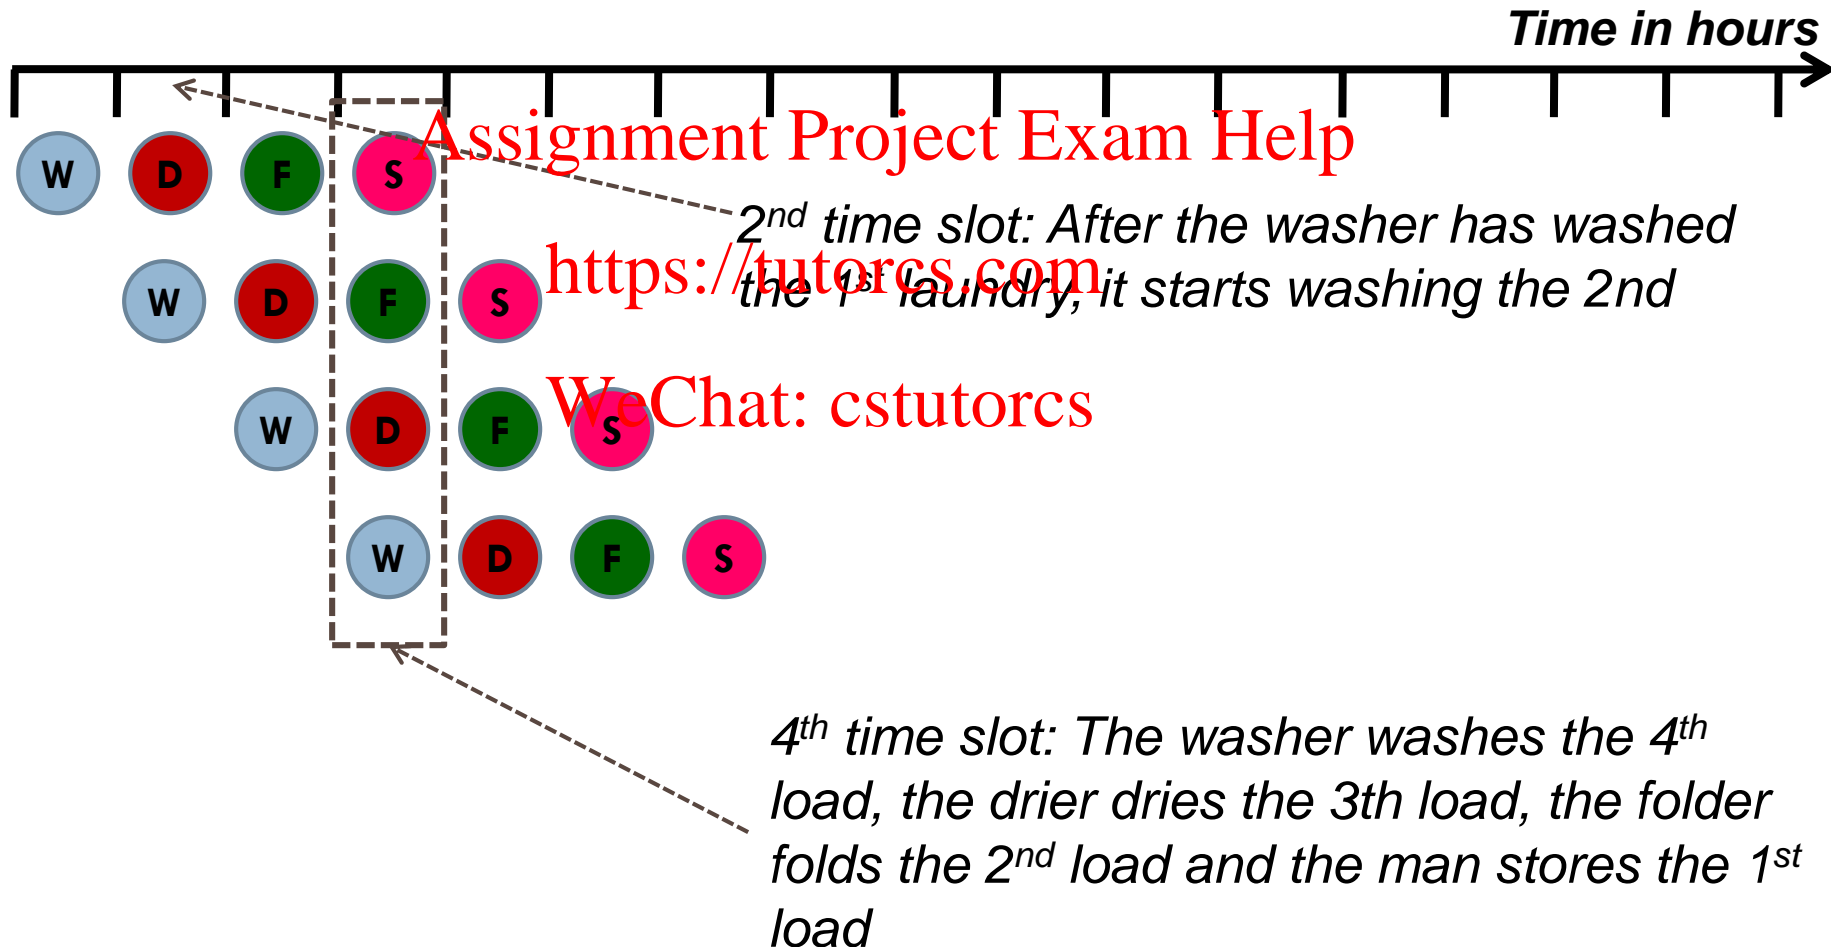 Time in hours
Assignment Project Exam Help
W D F S
2nd time slot: After the washer has washed
the 1st laundry, it starts washing the 2nd
https://tutorcs.com
W D F S
WeChat: cstutorcs
W D F S
W D F S
4th time slot: The washer washes the 4th
load, the drier dries the 3th load, the folder
folds the 2nd load and the man stores the 1st
load